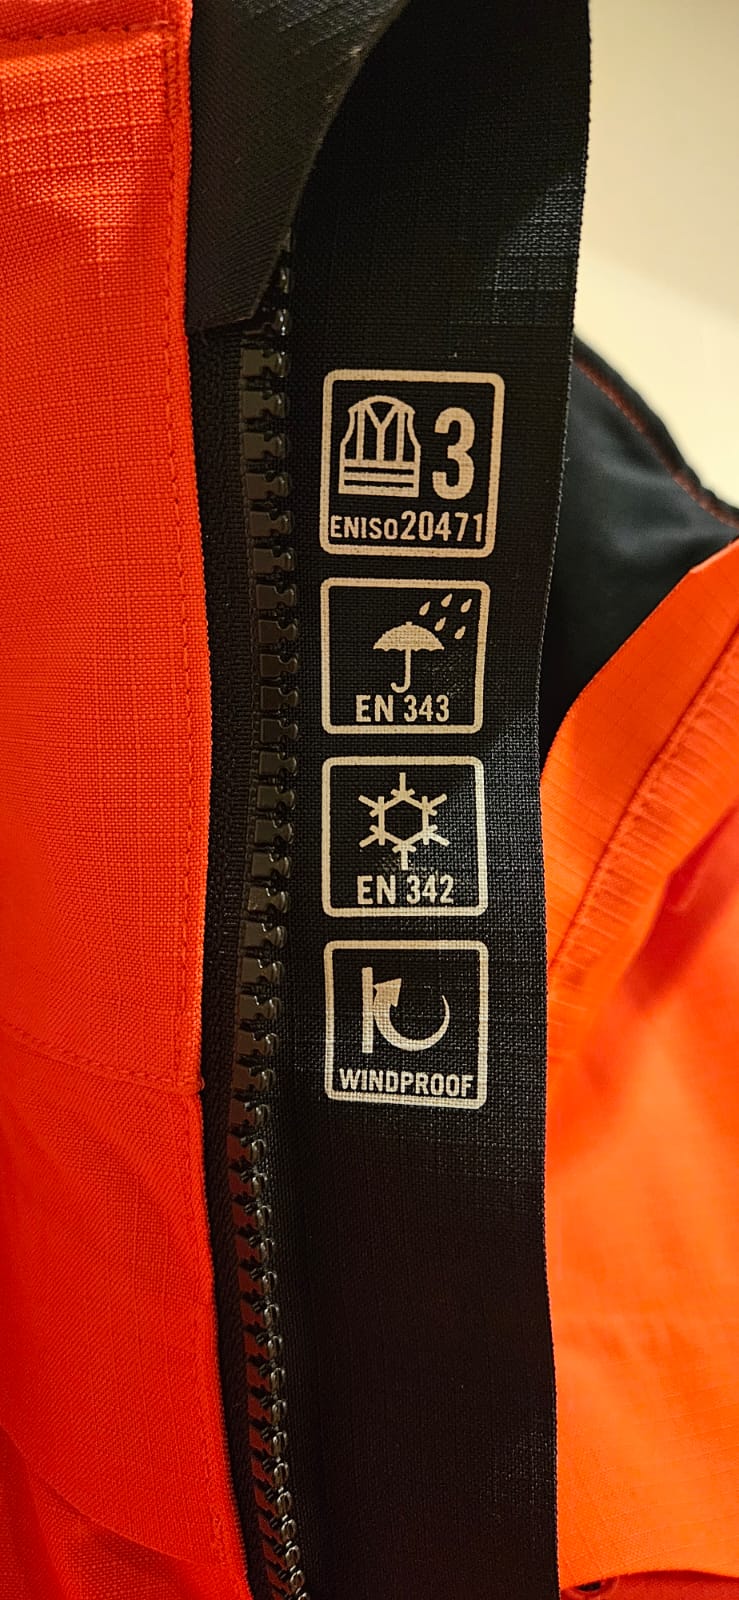 3
ENISO20471
EN 343
EN 342
WINDPROOF